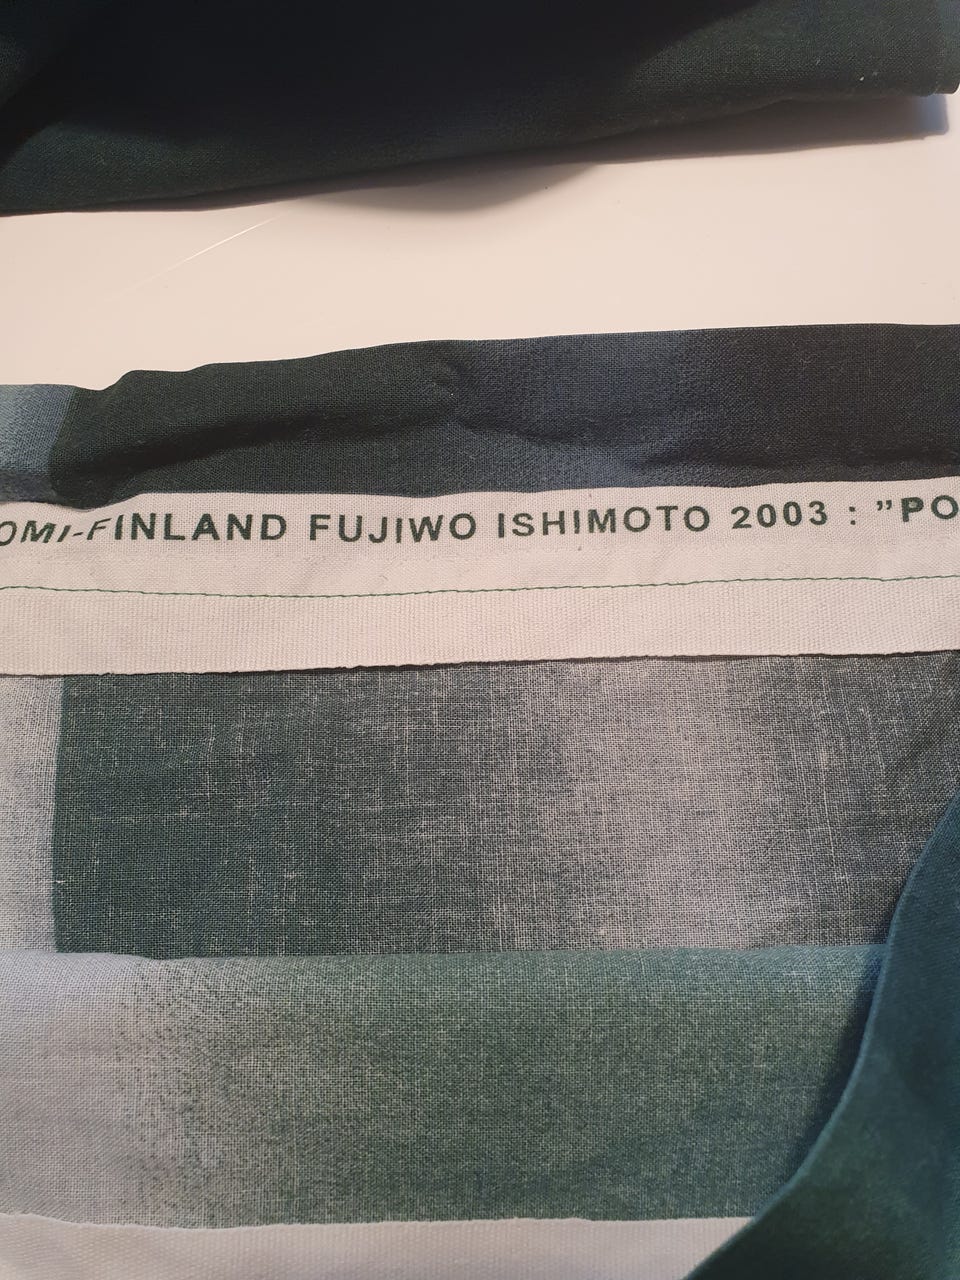 OMI-FINLAND FUJIWO ISHIMOTO 2003 : ”PO